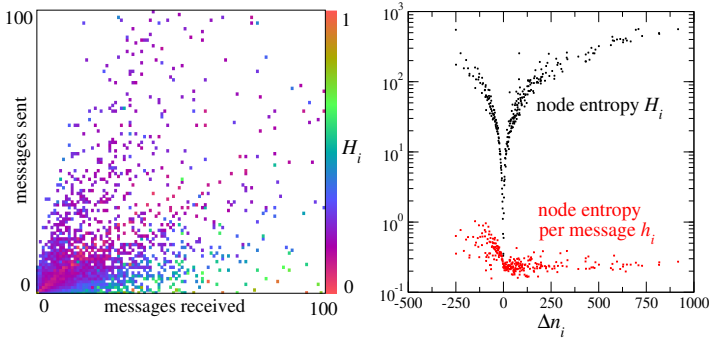 100
messages sent
0
0
messages received
100
1
H_i
0
10^3
10^2
10^1
10^0
10^-1
node entropy H_i
node entropy
per message h_i
-500
-250
0
250
500
750
1000
Δn_i